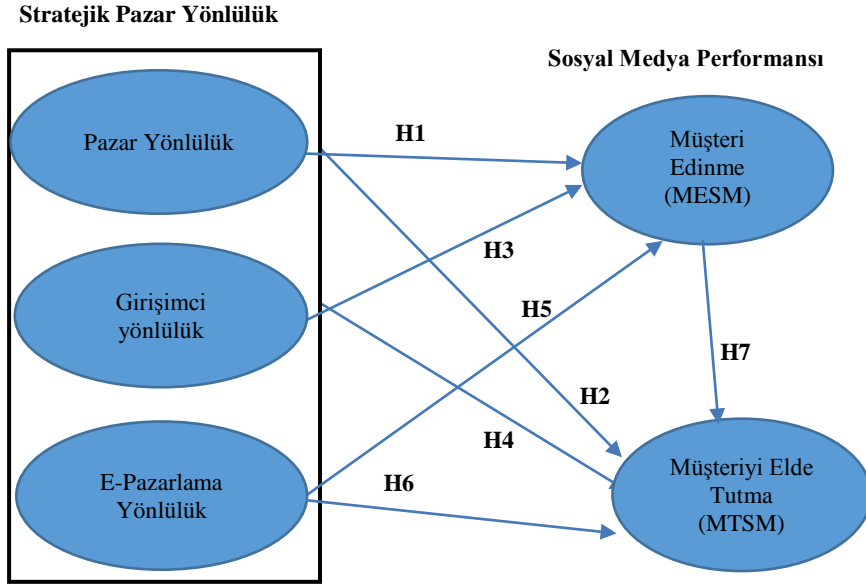 Stratejik Pazar Yönlülük
Sosyal Medya Performansı
Pazar Yönlülük
H1
Müşteri
Edinme
(MESM)
H3
Girişimci
yönlülük
H5
H7
H2
H4
E-Pazarlama
Yönlülük
H6
Müşteriyi Elde
Tutma
(MTSM)